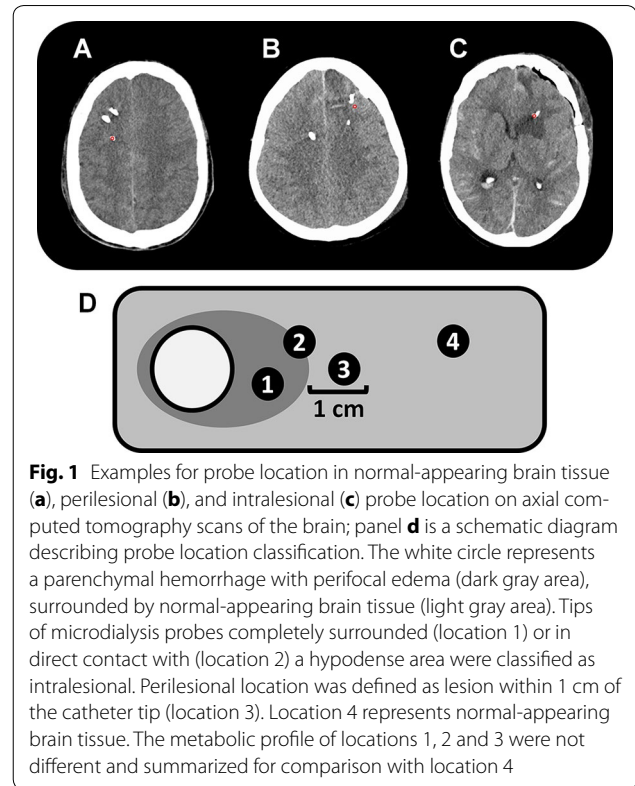 A
B
C
D
1
2
3
4
1 cm
Fig. 1 Examples for probe location in normal-appearing brain tissue
(a), perilesional (b), and intralesional (c) probe location on axial com-
puted tomography scans of the brain; panel d is a schematic diagram
describing probe location classification. The white circle represents
a parenchymal hemorrhage with perifocal edema (dark gray area),
surrounded by normal-appearing brain tissue (light gray area). Tips
of microdialysis probes completely surrounded (location 1) or in
direct contact with (location 2) a hypodense area were classified as
intralesional. Perilesional location was defined as lesion within 1 cm of
the catheter tip (location 3). Location 4 represents normal-appearing
brain tissue. The metabolic profile of locations 1, 2 and 3 were not
different and summarized for comparison with location 4